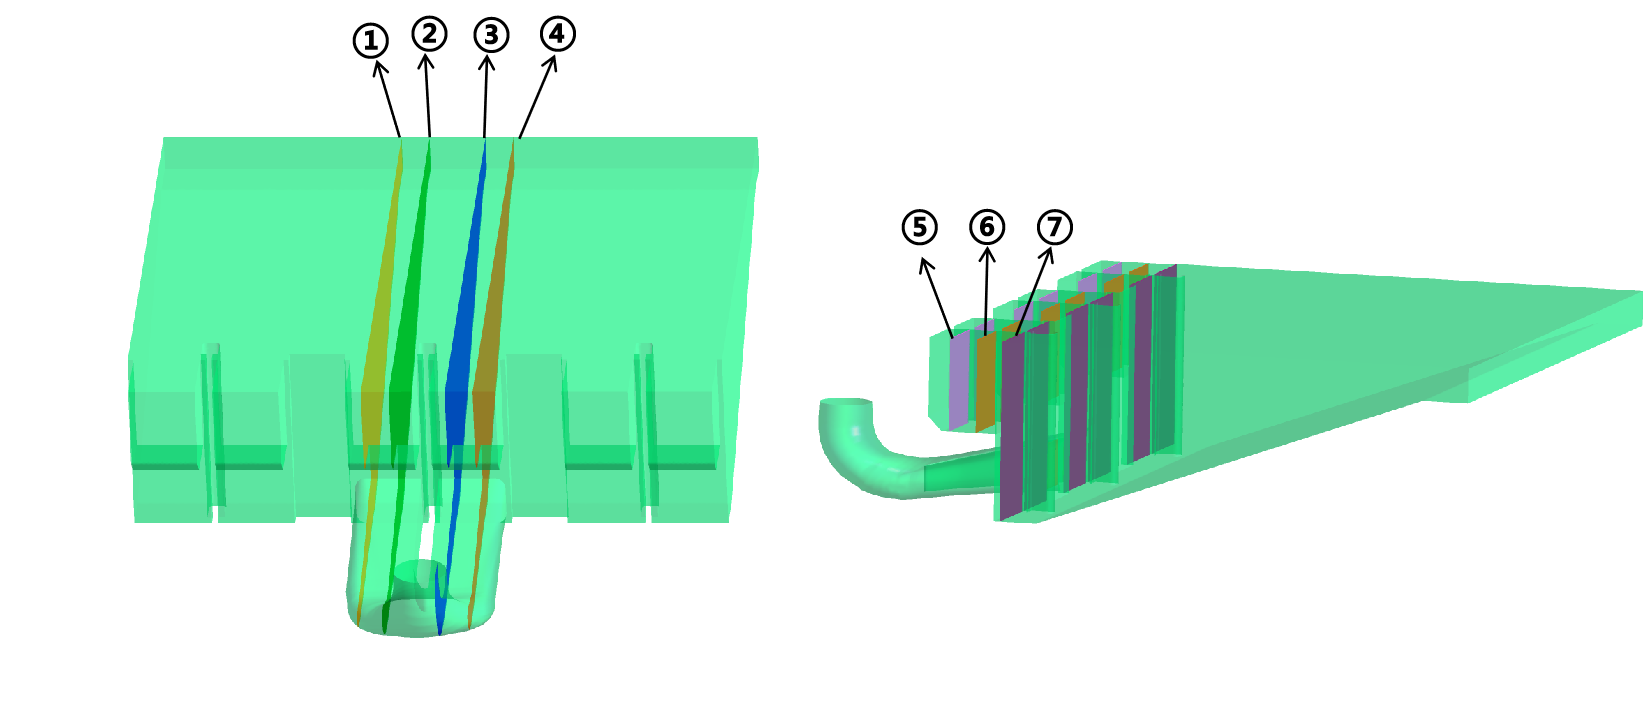 ① ② ③ ④
⑤ ⑥ ⑦